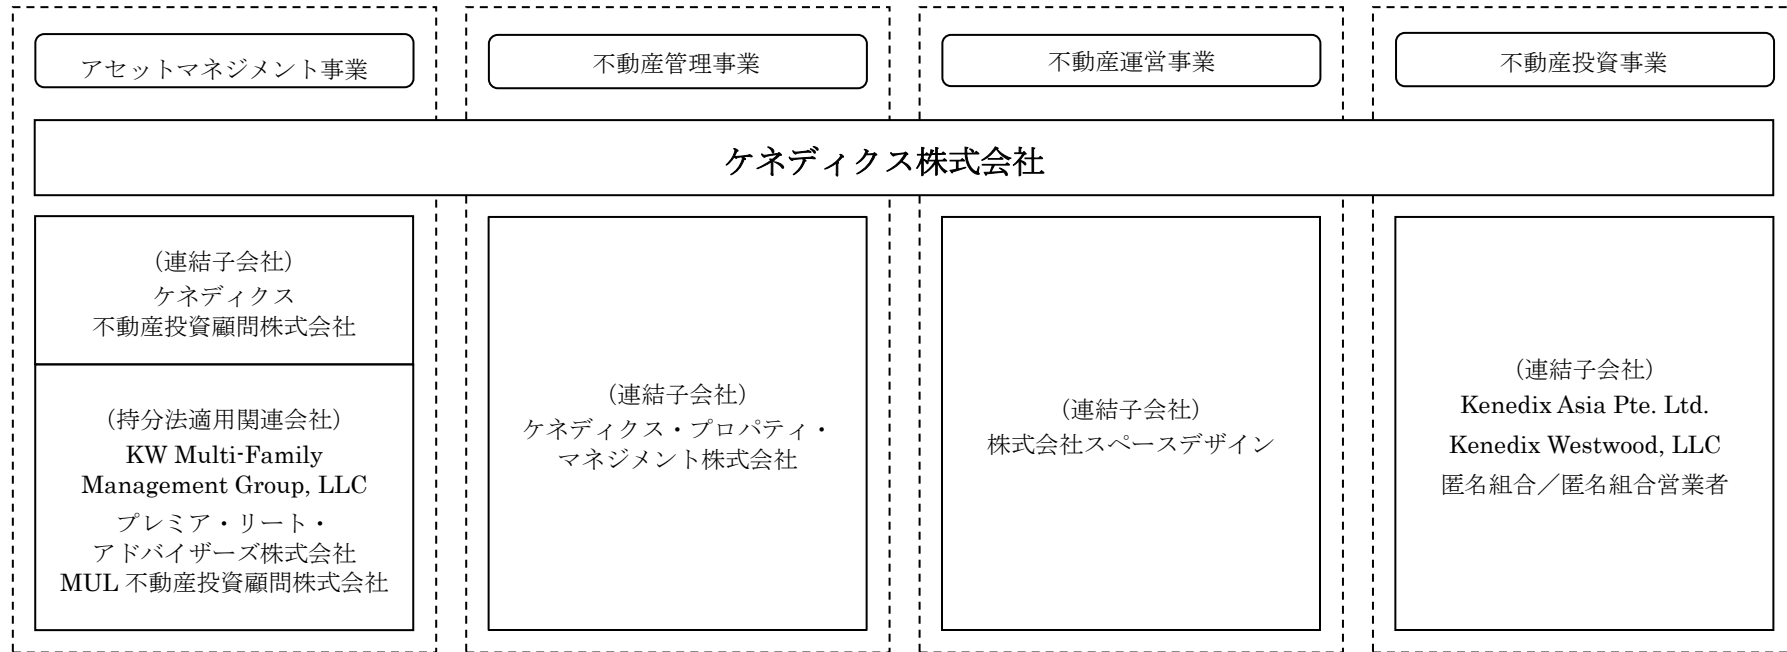 アセットマネジメント事業
不動産管理事業
不動産運営事業
不動産投資事業
ケネディクス株式会社
（連結子会社）
ケネディクス
不動産投資顧問株式会社
（持分法適用関連会社）
KW Multi-Family
Management Group, LLC
プレミア・リート・
アドバイザーズ株式会社
MUL 不動産投資顧問株式会社
（連結子会社）
ケネディクス・プロパティ・
マネジメント株式会社
（連結子会社）
株式会社スペースデザイン
（連結子会社）
Kenedix Asia Pte. Ltd.
Kenedix Westwood, LLC
匿名組合／匿名組合営業者